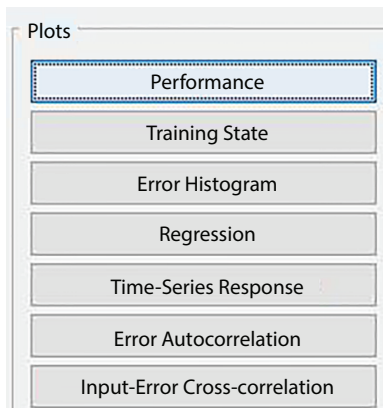 Plots
Performance
Training State
Error Histogram
Regression
Time-Series Response
Error Autocorrelation
Input-Error Cross-correlation